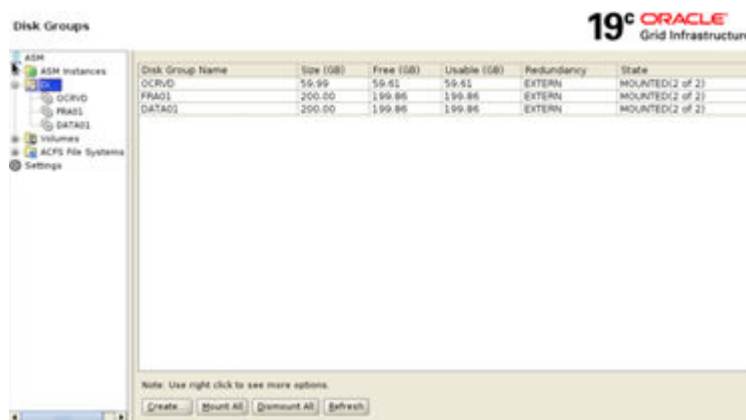 Disk Groups
19c ORACLE
Grid Infrastructure
ASM
ASM Instances
OCRVD
FRA01
DATA01
Volumes
ACFS File Systems
Settings
Disk Group Name Size (GB) Free (GB) Usable (GB) Redundancy State
OCRVD 59.99 59.61 59.61 EXTERN MOUNTED(2 of 2)
FRA01 200.00 199.86 199.86 EXTERN MOUNTED(2 of 2)
DATA01 200.00 199.86 199.86 EXTERN MOUNTED(2 of 2)
Note: Use right click to see more options.
Create... Mount All Dismount All Refresh